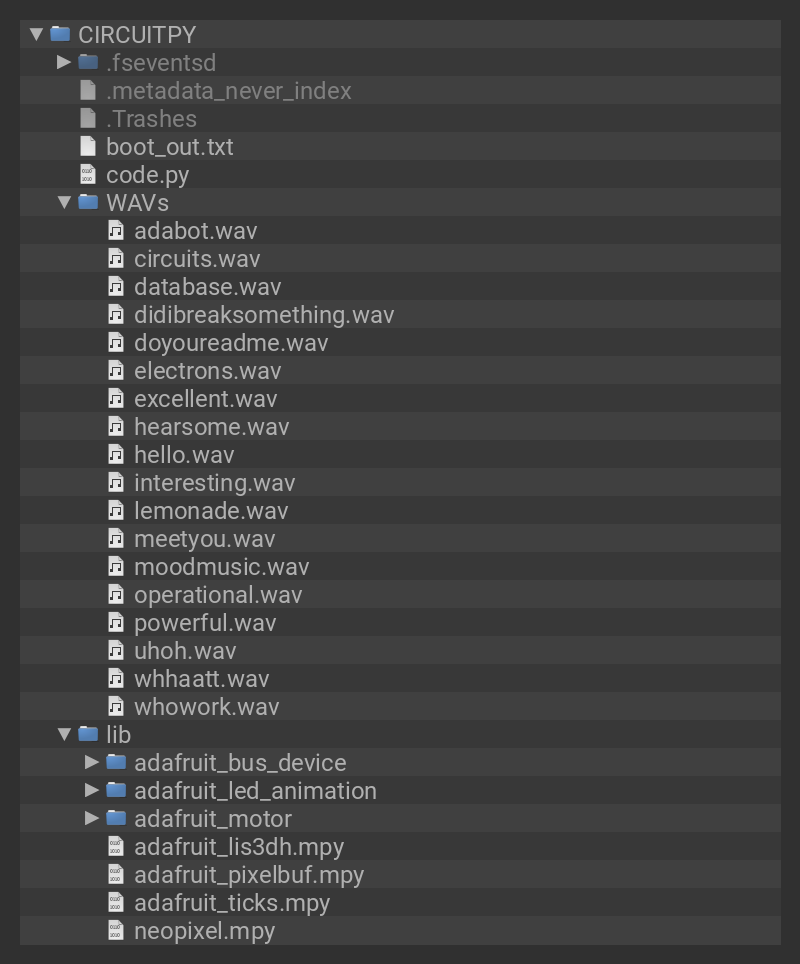 CIRCUITPY
.fseventsd
.metadata_never_index
.Trashes
boot_out.txt
code.py
WAVs
adabot.wav
circuits.wav
database.wav
didibreaksomething.wav
doyoureadme.wav
electrons.wav
excellent.wav
hearsome.wav
hello.wav
interesting.wav
lemonade.wav
meetyou.wav
moodmusic.wav
operational.wav
powerful.wav
uhoh.wav
whhaatt.wav
whowork.wav
lib
adafruit_bus_device
adafruit_led_animation
adafruit_motor
adafruit_lis3dh.mpy
adafruit_pixelbuf.mpy
adafruit_ticks.mpy
neopixel.mpy